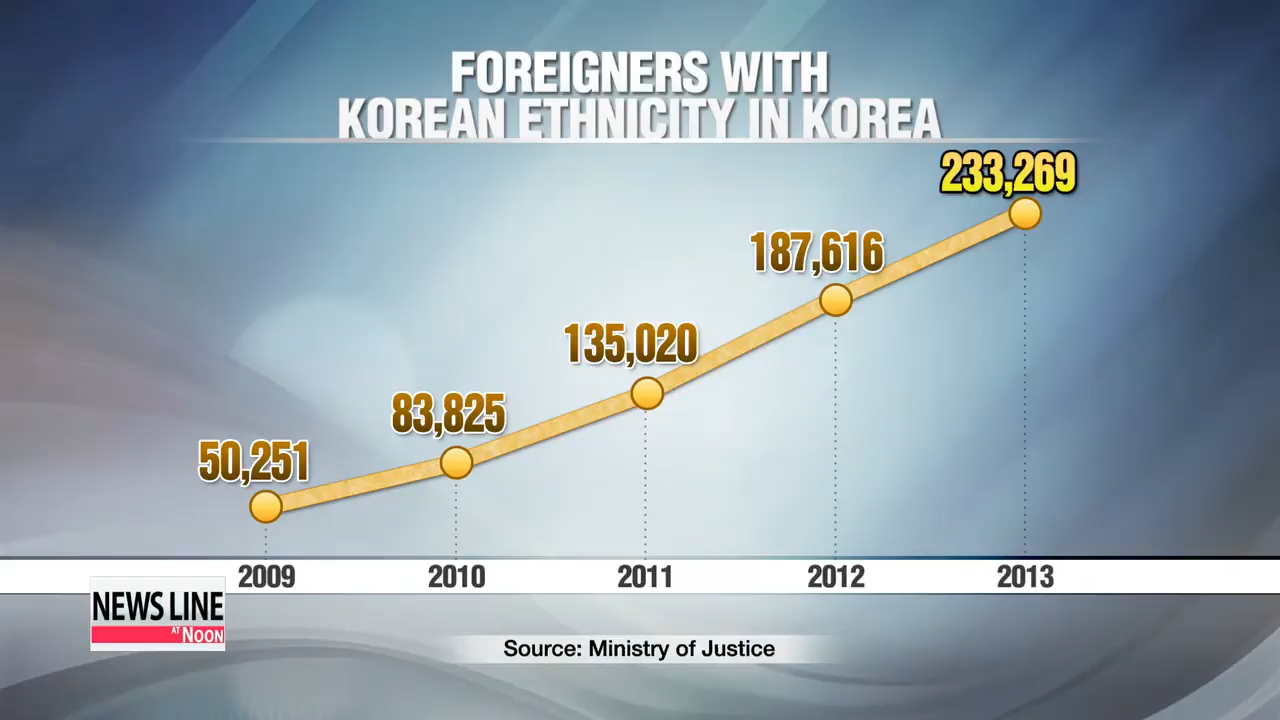 FOREIGNERS WITH
KOREAN ETHNICITY IN KOREA
233,269
187,616
135,020
83,825
50,251
2009 2010 2011 2012 2013
NEWS LINE
AT NOON
Source: Ministry of Justice